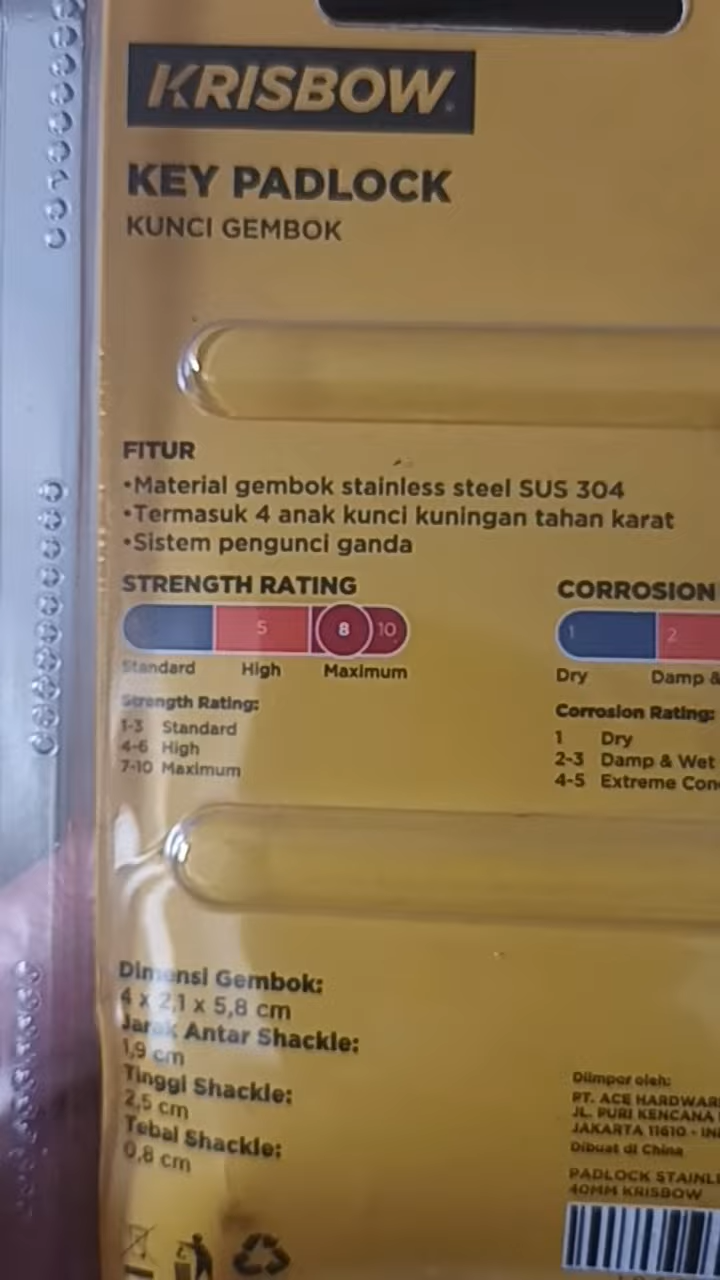 KRISBOW
KEY PADLOCK
KUNCI GEMBOK
FITUR
•Material gembok stainless steel SUS 304
•Termasuk 4 anak kunci kuningan tahan karat
•Sistem pengunci ganda
STRENGTH RATING
5 8 10
Standard High Maximum
Strength Rating:
1-3 Standard
4-6 High
7-10 Maximum
CORROSION
1 2
Dry Damp &
Corrosion Rating:
1 Dry
2-3 Damp & Wet
4-5 Extreme Con
Dimensi Gembok:
4 x 2,1 x 5,8 cm
Jarak Antar Shackle:
1,9 cm
Tinggi Shackle:
2,5 cm
Tebal Shackle:
0,8 cm
Diimpor oleh:
PT. ACE HARDWAR
JL. PURI KENCANA
JAKARTA 11610 - IN
Dibuat di China
PADLOCK STAINL
40MM KRISBOW